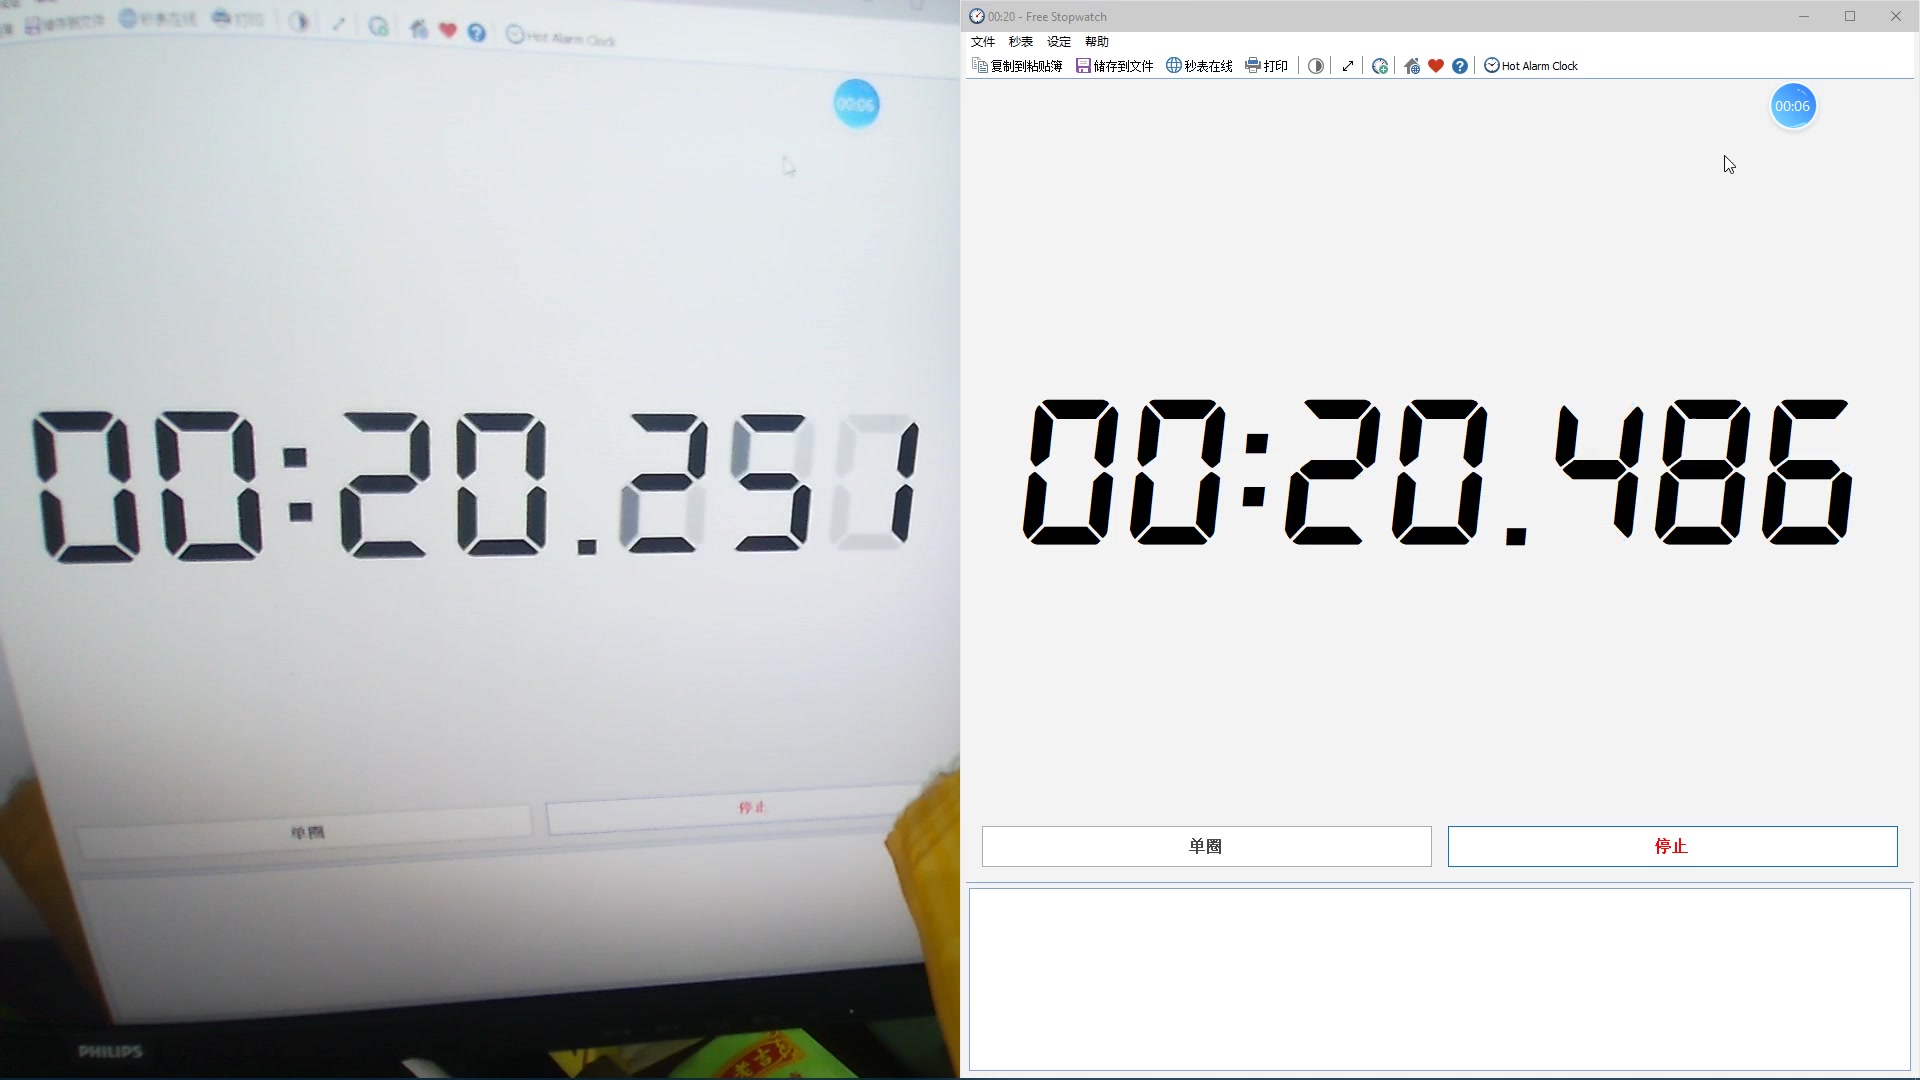 储存到文件 秒表在线 打印 Hot Alarm Clock
00:06
00:20.251
单圈 停止
PHILIPS
00:20 - Free Stopwatch
文件 秒表 设定 帮助
复制到粘贴簿 储存到文件 秒表在线 打印 Hot Alarm Clock
00:06
00:20.486
单圈 停止